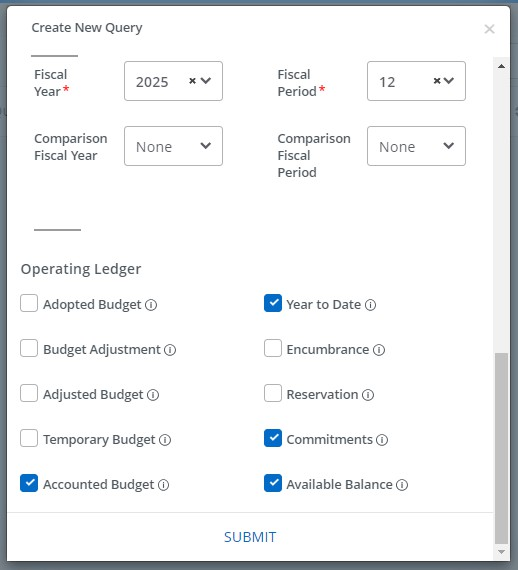 Create New Query
×
Fiscal
Year*
2025
Fiscal
Period*
12
Comparison
Fiscal Year
None
Comparison
Fiscal
Period
None
Operating Ledger
Adopted Budget
Year to Date
Budget Adjustment
Encumbrance
Adjusted Budget
Reservation
Temporary Budget
Commitments
Accounted Budget
Available Balance
SUBMIT